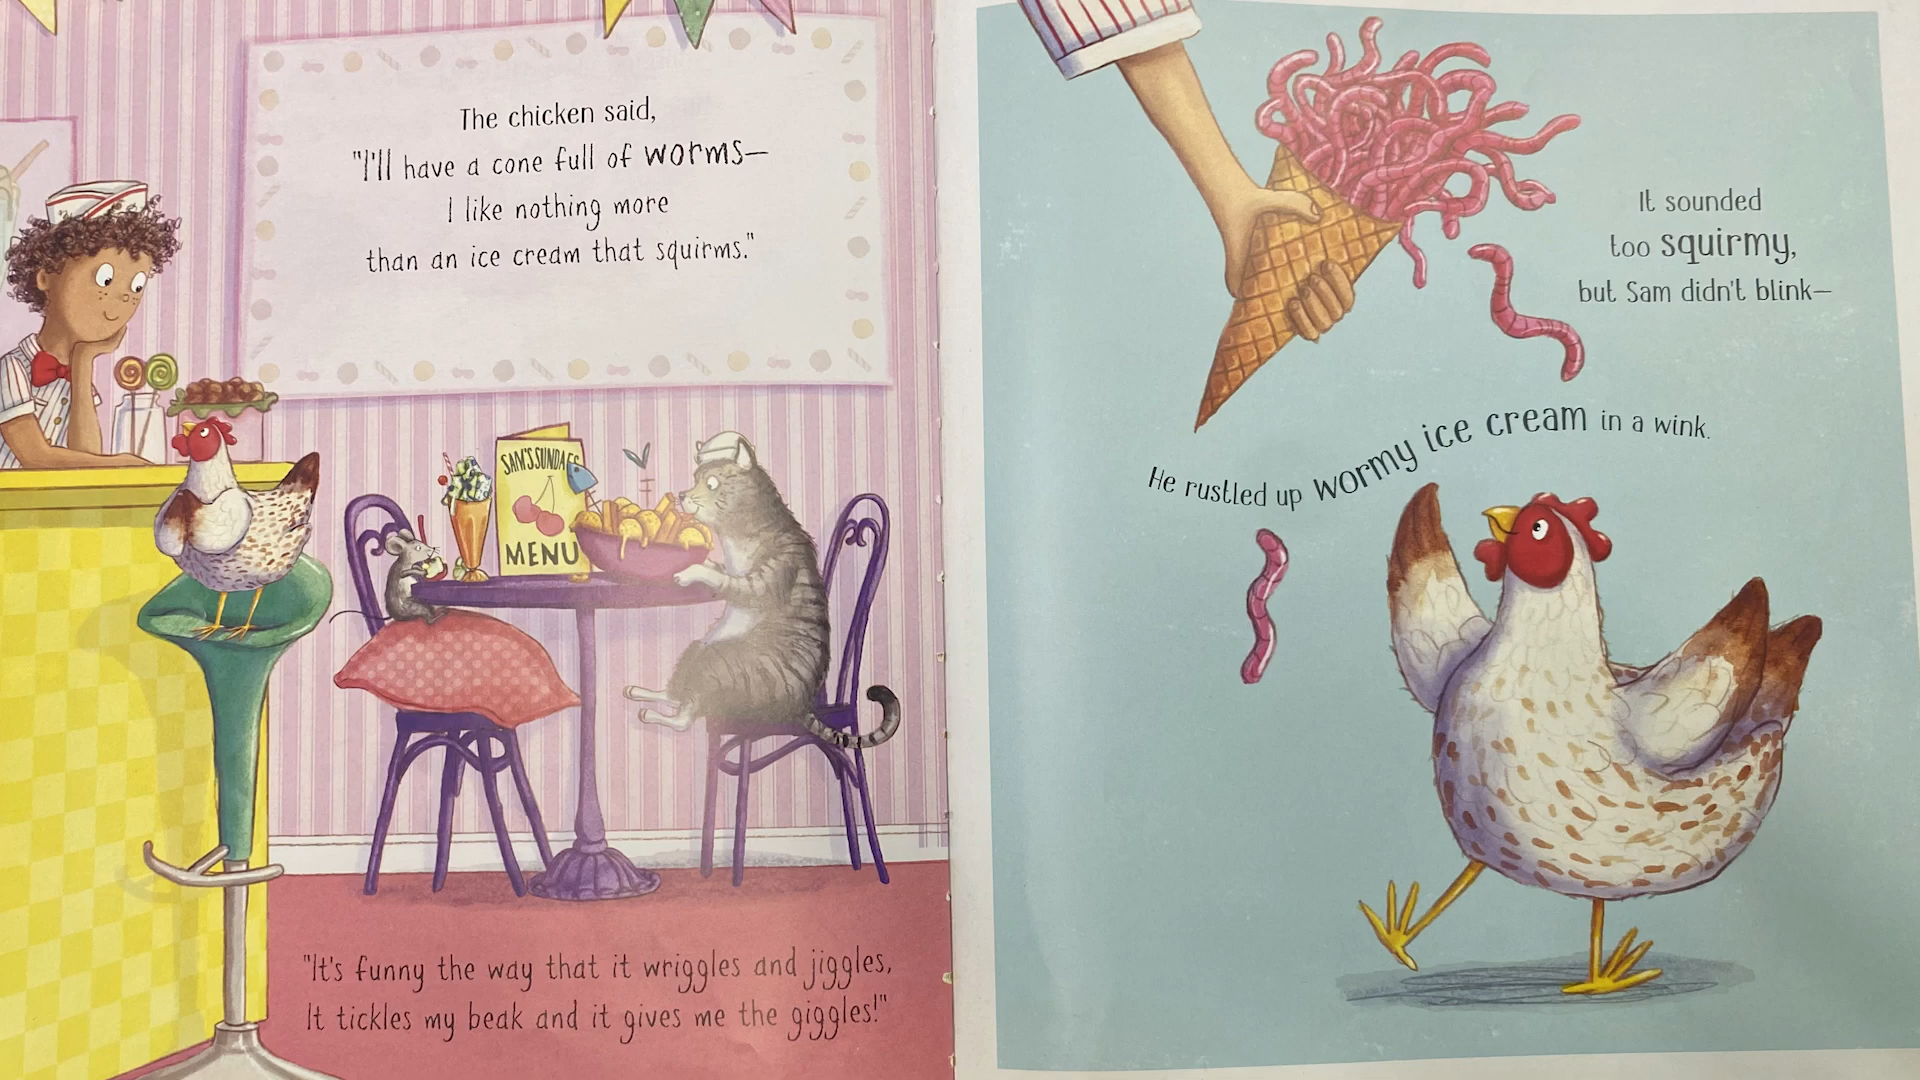 The chicken said,
"I'll have a cone full of worms—
I like nothing more
than an ice cream that squirms."
SAM'S SUNDAES
MENU
"It's funny the way that it wriggles and jiggles,
It tickles my beak and it gives me the giggles!"
It sounded
too squirmy,
but Sam didn't blink—
He rustled up wormy ice cream in a wink.